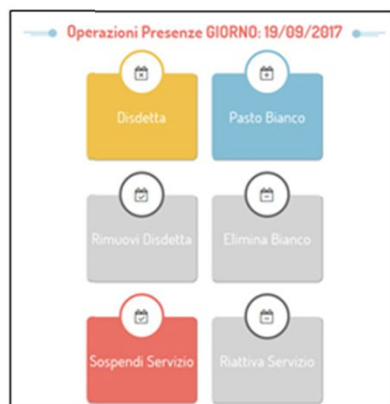 Operazioni Presenze GIORNO: 19/09/2017
Disdetta
Pasto Bianco
Rimuovi Disdetta
Elimina Bianco
Sospendi Servizio
Riattiva Servizio